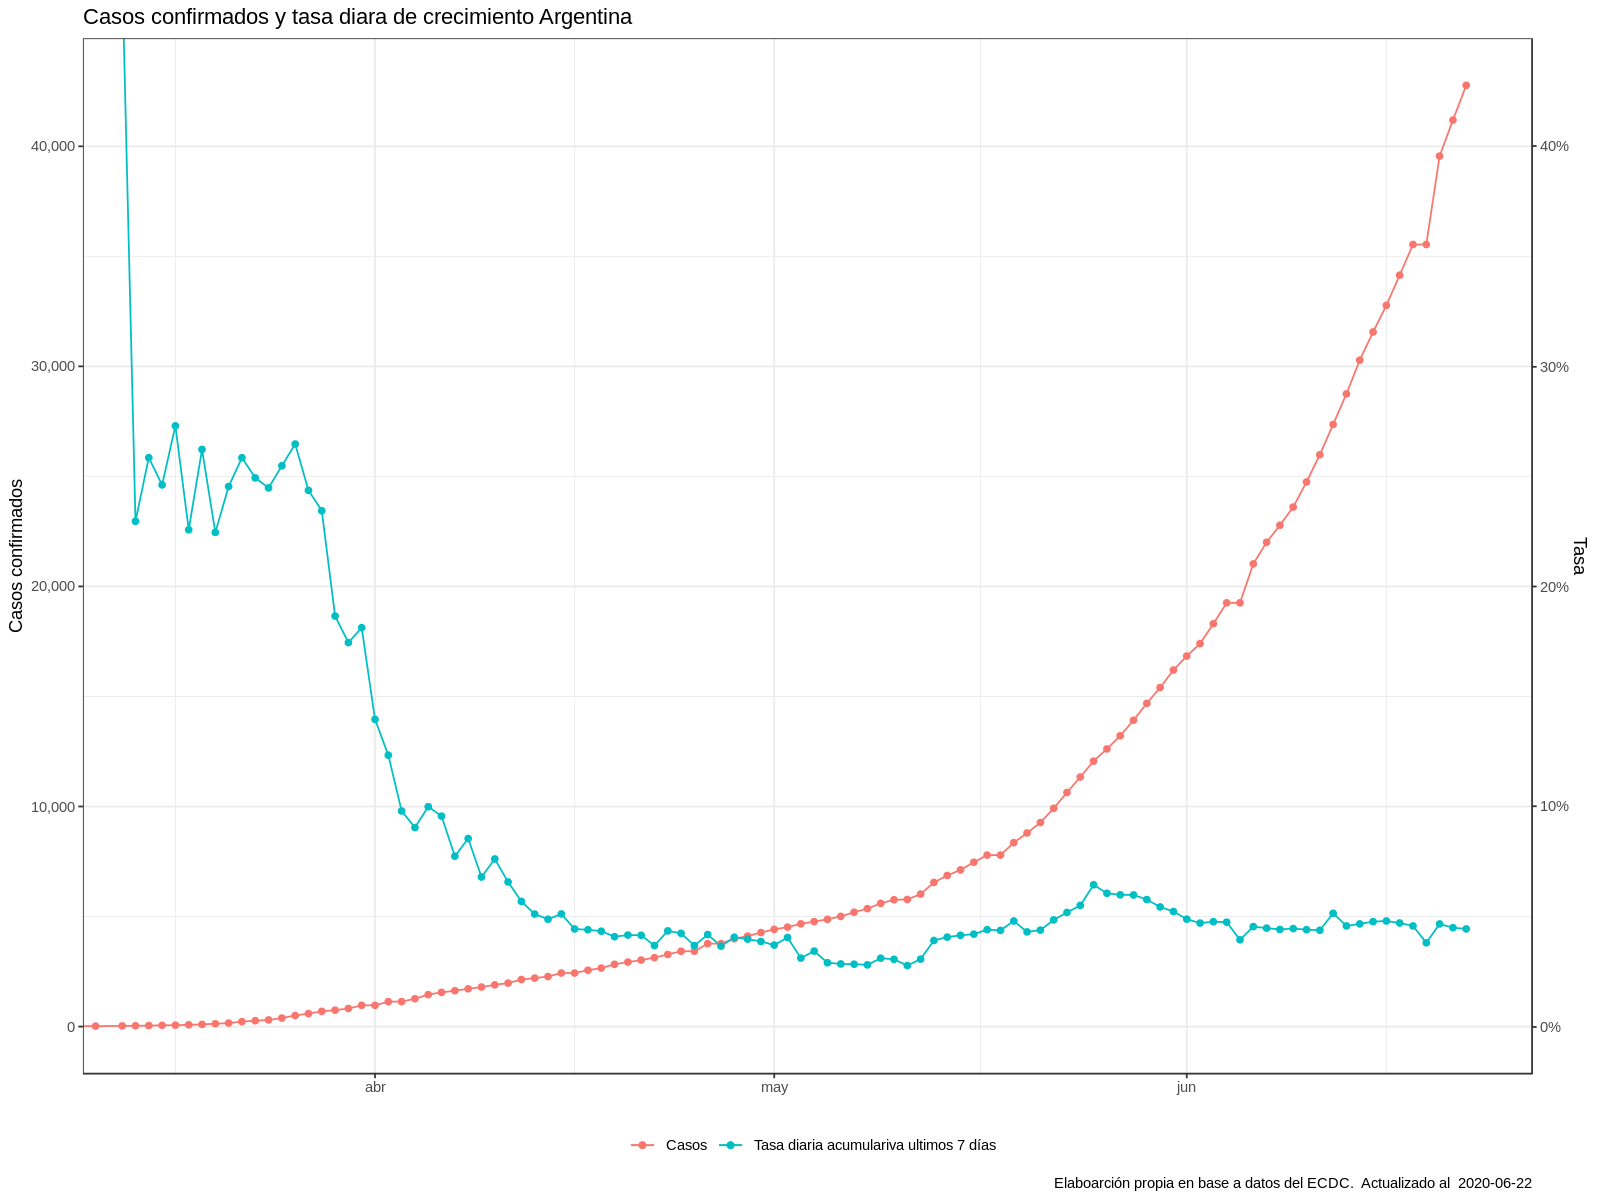 Casos confirmados y tasa diara de crecimiento Argentina
Casos confirmados
40,000
30,000
20,000
10,000
0
40%
30%
20%
10%
0%
Tasa
abr
may
jun
Casos
Tasa diaria acumulariva ultimos 7 días
Elaboarción propia en base a datos del ECDC.  Actualizado al  2020-06-22